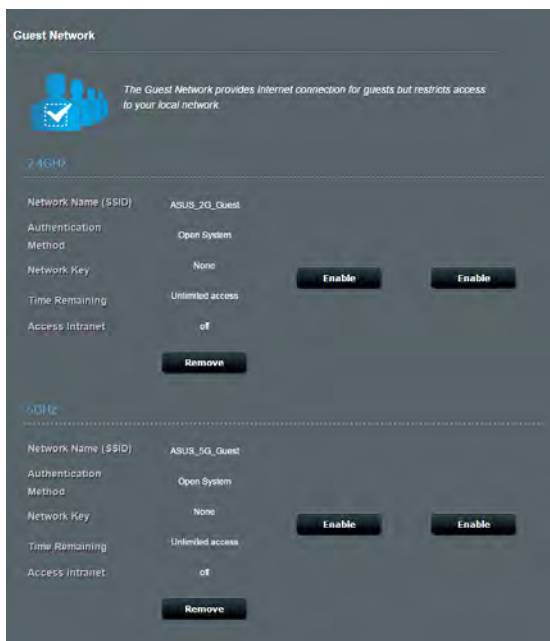 Guest Network
The Guest Network provides Internet connection for guests but restricts access
to your local network.
2.4GHz
Network Name (SSID) ASUS_2G_Guest
Authentication
Method
Open System
Network Key None
Enable Enable
Time Remaining Unlimited access
Access Intranet off
Remove
5GHz
Network Name (SSID) ASUS_5G_Guest
Authentication
Method
Open System
Network Key None
Enable Enable
Time Remaining Unlimited access
Access Intranet off
Remove